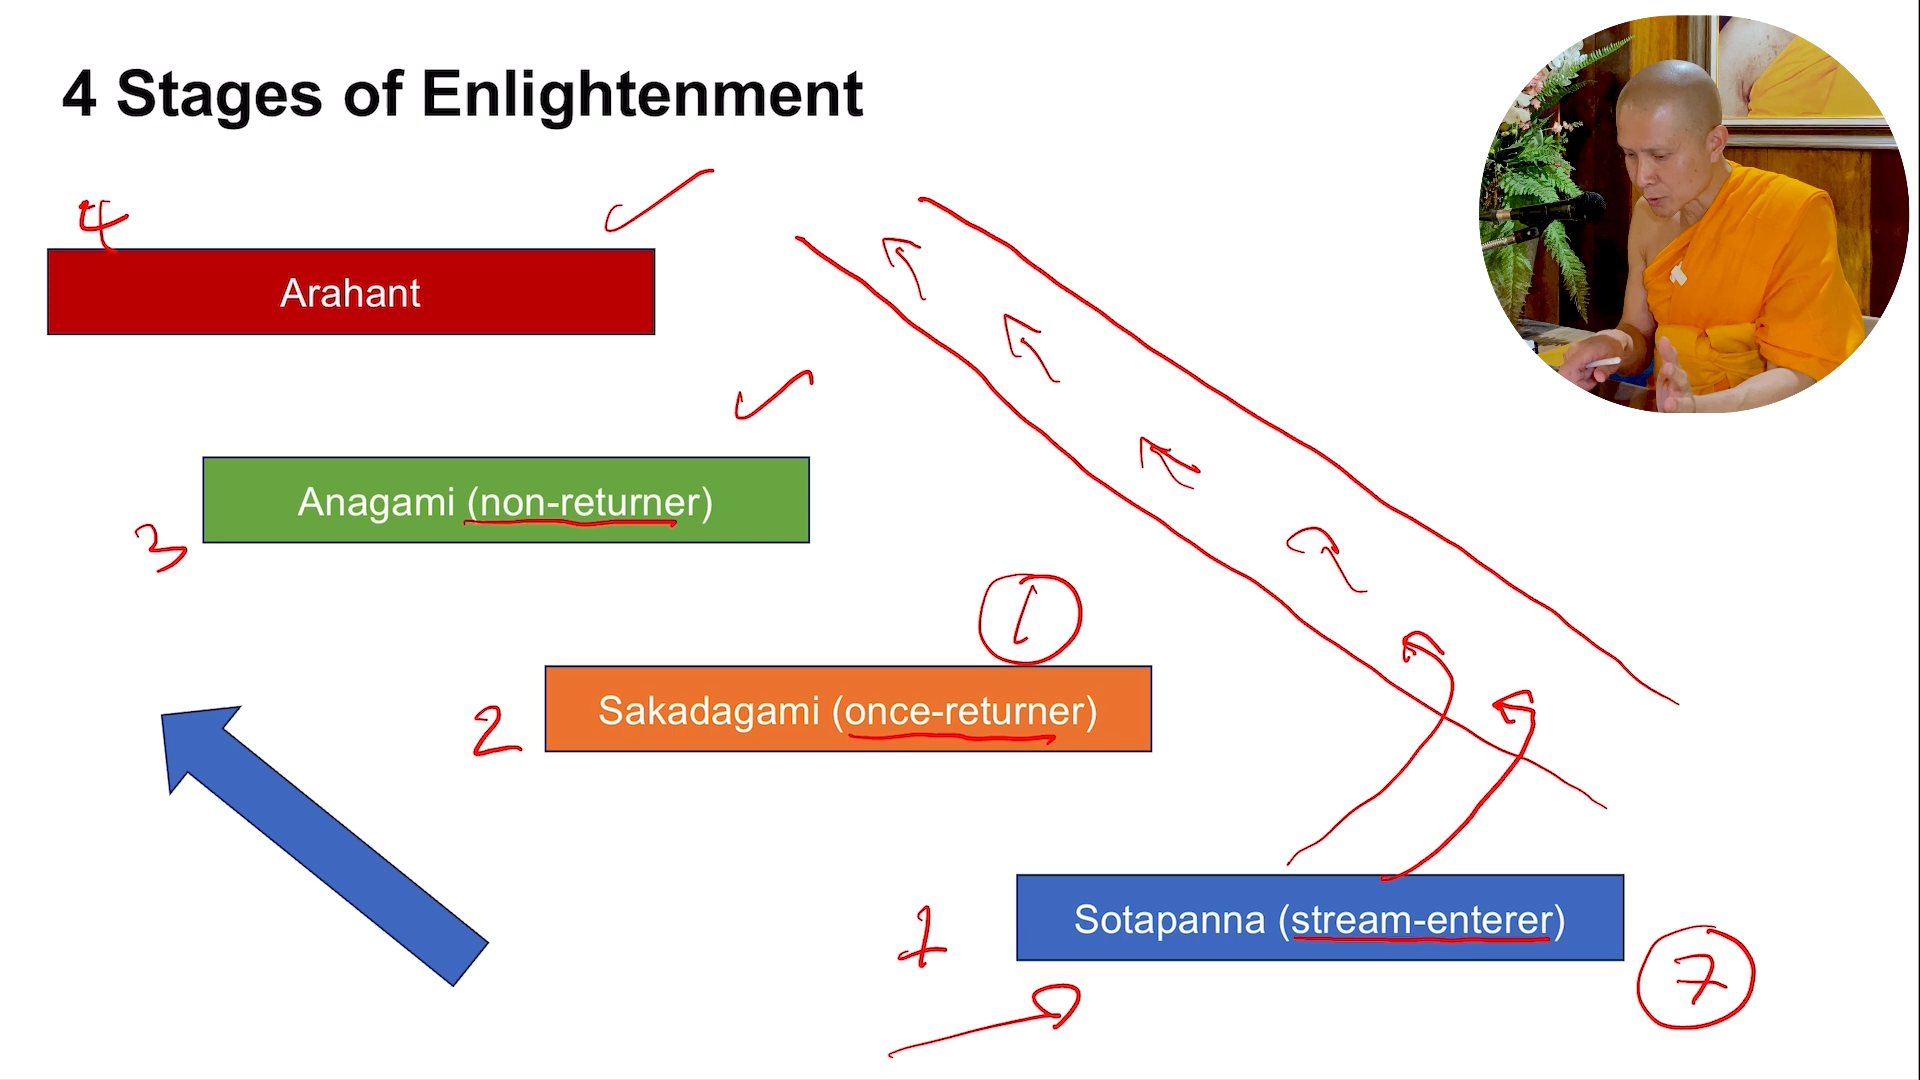 4 Stages of Enlightenment
4
Arahant
Anagami (non-returner)
3
1
Sakadagami (once-returner)
2
Sotapanna (stream-enterer)
1
7